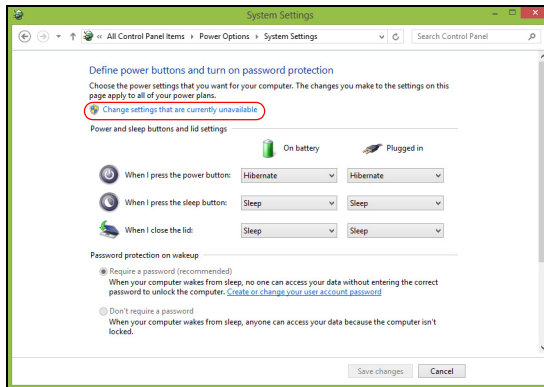 System Settings
« All Control Panel Items ▸ Power Options ▸ System Settings
Search Control Panel
Define power buttons and turn on password protection
Choose the power settings that you want for your computer. The changes you make to the settings on this
page apply to all of your power plans.
Change settings that are currently unavailable
Power and sleep buttons and lid settings
On battery Plugged in
When I press the power button: Hibernate Hibernate
When I press the sleep button: Sleep Sleep
When I close the lid: Sleep Sleep
Password protection on wakeup
Require a password (recommended)
When your computer wakes from sleep, no one can access your data without entering the correct
password to unlock the computer. Create or change your user account password
Don't require a password
When your computer wakes from sleep, anyone can access your data because the computer isn't
locked.
Save changes Cancel